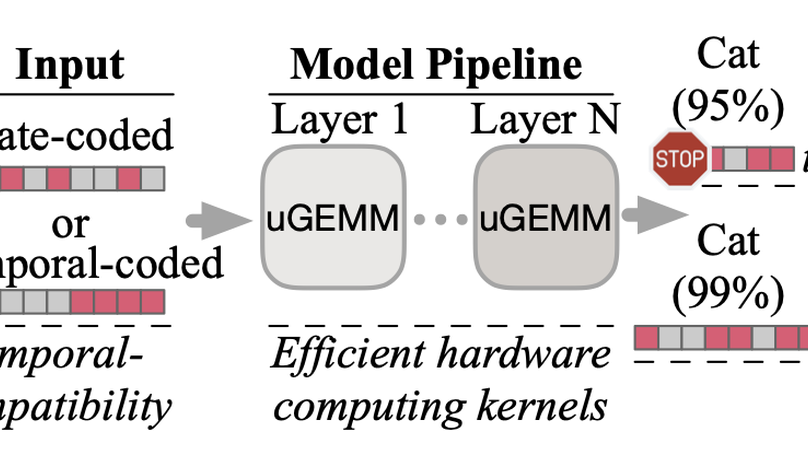 Input
ate-coded
or
nporal-coded
mporal-
npatibility
Model Pipeline
Layer 1 Layer N
uGEMM uGEMM
Efficient hardware
computing kernels
Cat
(95%)
STOP
Cat
(99%)